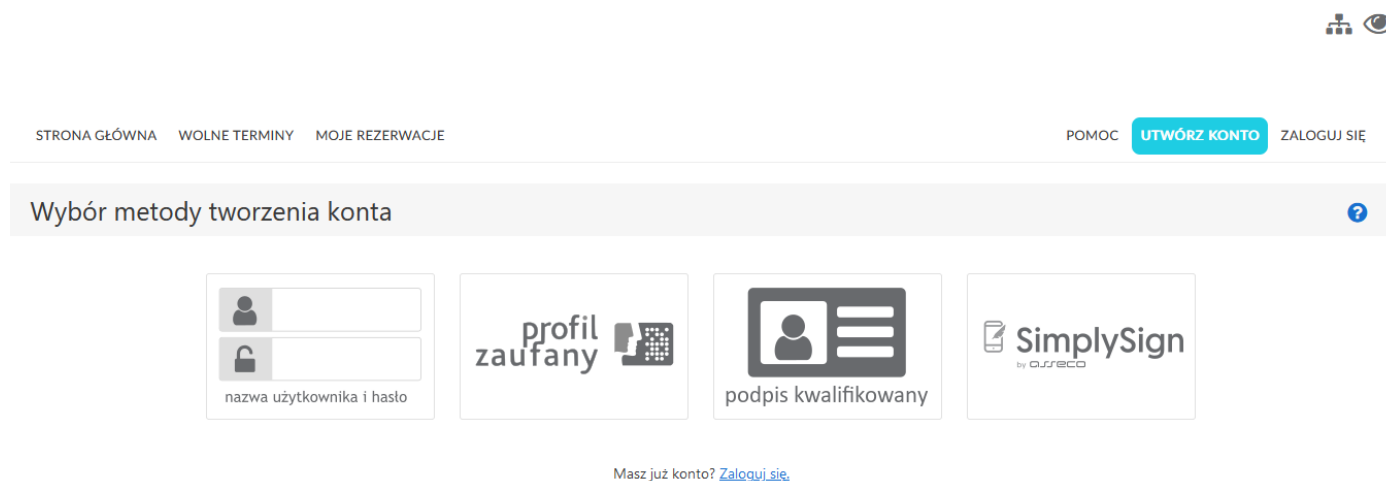 STRONA GŁÓWNA WOLNE TERMINY MOJE REZERWACJE POMOC UTWÓRZ KONTO ZALOGUJ SIĘ
Wybór metody tworzenia konta ?
nazwa użytkownika i hasło
profil
zaufany
podpis kwalifikowany
SimplySign
by asseco
Masz już konto? Zaloguj się.